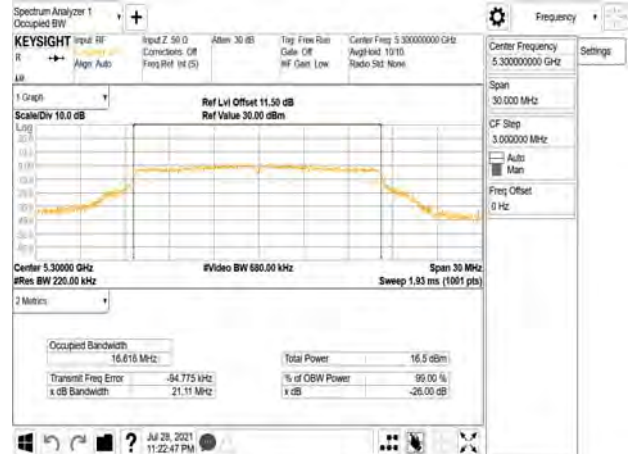 Spectrum Analyzer 1
Occupied BW
+
Frequency
KEYSIGHT Input: RF
R
Align: Auto
Input Z: 50 Ω
Corrections: Off
Freq Ref: Int (S)
Atten: 30 dB
Trig: Free Run
Gate: Off
#IF Gain: Low
Center Freq: 5.300000000 GHz
Avg|Hold: 10/10
Radio Std: None
Center Frequency
5.300000000 GHz
Settings
Span
30.000 MHz
CF Step
3.000000 MHz
Auto
Man
Freq Offset
0 Hz
1 Graph
Scale/Div 10.0 dB
Ref Lvl Offset 11.50 dB
Ref Value 30.00 dBm
Log
Center 5.30000 GHz
#Res BW 220.00 kHz
#Video BW 680.00 kHz
Span 30 MHz
Sweep 1.93 ms (1001 pts)
2 Metrics
Occupied Bandwidth
16.616 MHz
Total Power 16.5 dBm
Transmit Freq Error -94.775 kHz
% of OBW Power 99.00 %
x dB Bandwidth 21.11 MHz
x dB -26.00 dB
?
Jul 28, 2021
11:22:47 PM